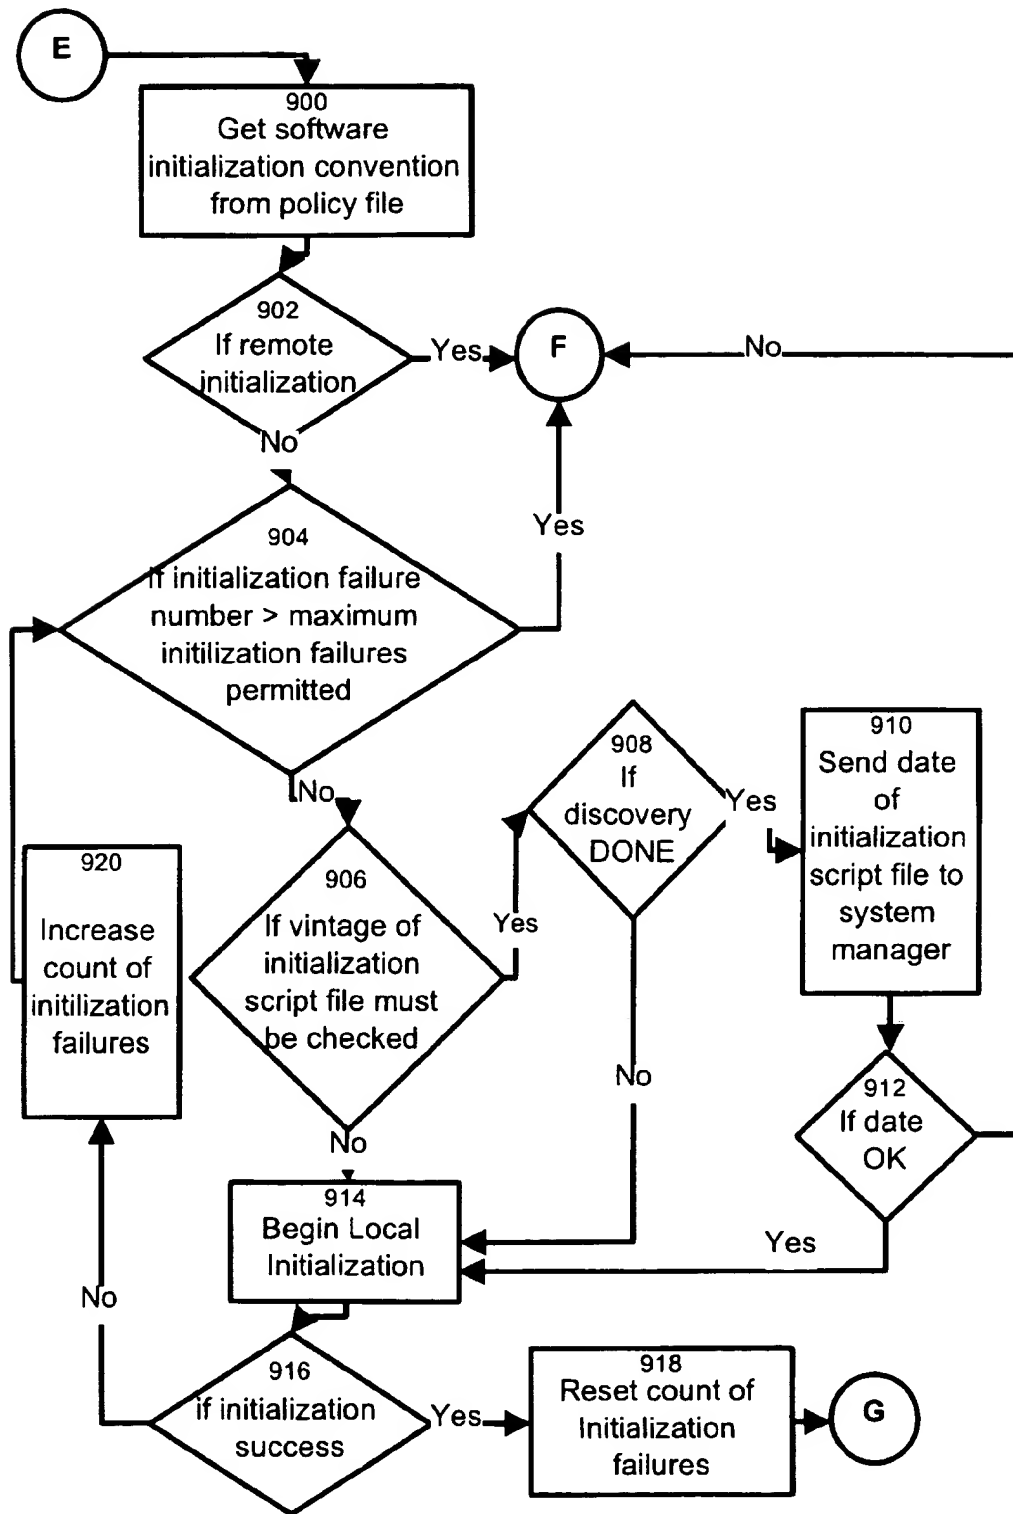 E
900
Get software
initialization convention
from policy file
902
If remote
initialization
Yes
F
No
No
904
If initialization failure
number > maximum
initilization failures
permitted
Yes
No
906
If vintage of
initialization
script file must
be checked
Yes
908
If
discovery
DONE
Yes
910
Send date
of
initialization
script file to
system
manager
920
Increase
count of
initilization
failures
No
No
912
If date
OK
914
Begin Local
Initialization
Yes
No
916
if initialization
success
Yes
918
Reset count of
Initialization
failures
G